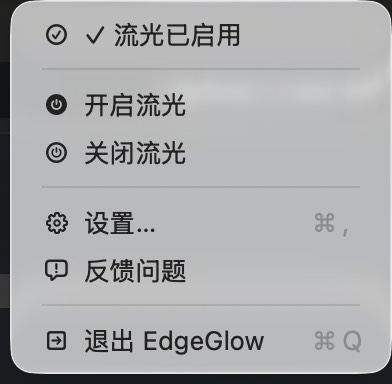 ✓ 流光已启用
开启流光
关闭流光
设置... ⌘ ,
反馈问题
退出 EdgeGlow ⌘ Q